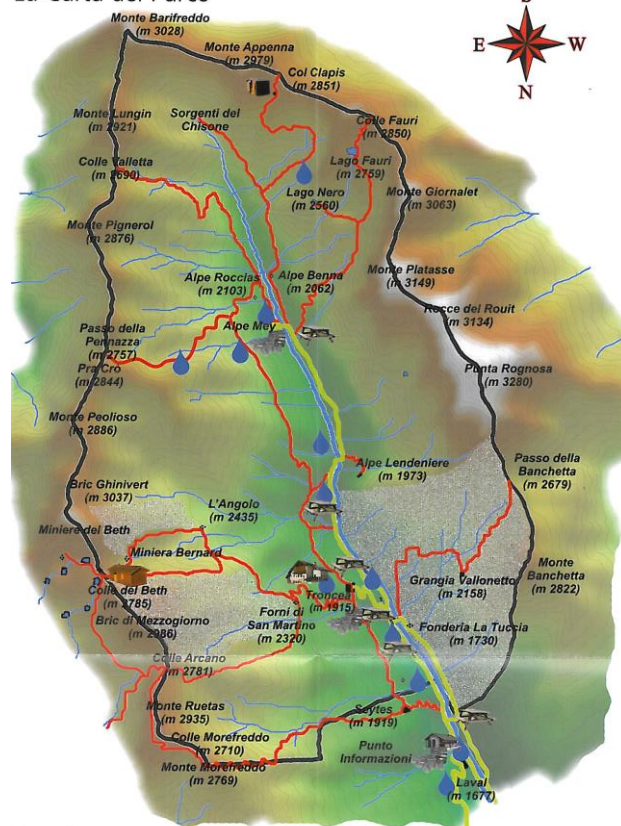 La Carta del Parco
S
E
W
N
Monte Barifreddo
(m 3028)
Monte Appenna
(m 2979)
Col Clapis
(m 2851)
Monte Lungin
(m 2921)
Sorgenti del
Chisone
Colle Fauri
(m 2850)
Colle Valletta
(m 2690)
Lago Fauri
(m 2759)
Lago Nero
(m 2560)
Monte Giornalet
(m 3063)
Monte Pignerol
(m 2876)
Alpe Roccias
(m 2103)
Alpe Benna
(m 2062)
Monte Platasse
(m 3149)
Rocce del Rouit
(m 3134)
Alpe Mey
Passo della
Pennazza
(m 2757)
Pra Cro
(m 2844)
Punta Rognosa
(m 3280)
Monte Peolioso
(m 2886)
Alpe Lendeniere
(m 1973)
Passo della
Banchetta
(m 2679)
Bric Ghinivert
(m 3037)
L'Angolo
(m 2435)
Miniere del Beth
Miniera Bernard
Monte
Banchetta
(m 2822)
Colle del Beth
(m 2785)
Troncea
(m 1915)
Grangia Vallonetto
(m 2158)
Forni di
San Martino
(m 2320)
Bric di Mezzogiorno
(m 2986)
Fonderia La Tuccia
(m 1730)
Colle Arcano
(m 2781)
Monte Ruetas
(m 2935)
Seytes
(m 1919)
Colle Morefreddo
(m 2710)
Punto
Informazioni
Monte Morefreddo
(m 2769)
Laval
(m 1677)